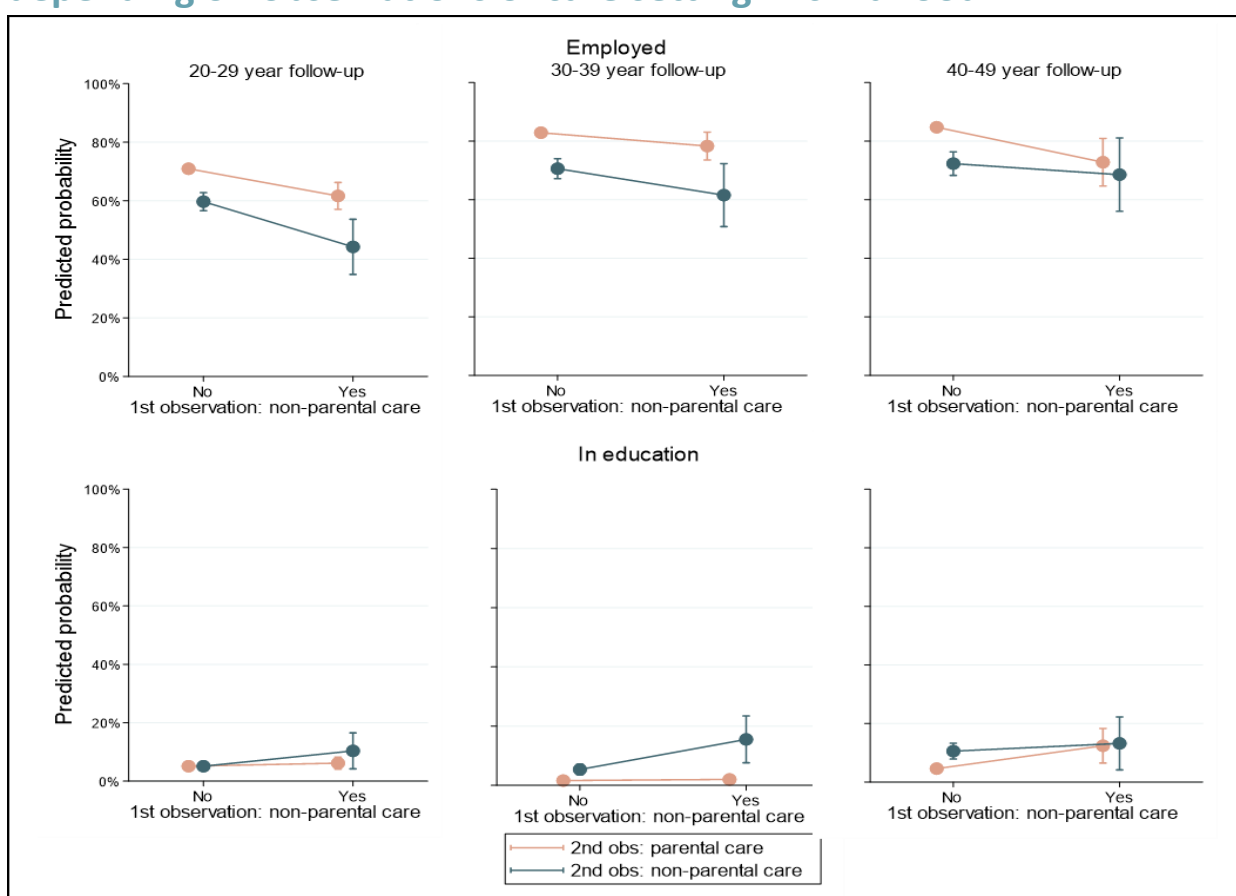 Employed
20-29 year follow-up
30-39 year follow-up
40-49 year follow-up
100%
80%
60%
40%
20%
0%
Predicted probability
No Yes
1st observation: non-parental care
No Yes
1st observation: non-parental care
No Yes
1st observation: non-parental care
In education
100%
80%
60%
40%
20%
0%
Predicted probability
No Yes
1st observation: non-parental care
No Yes
1st observation: non-parental care
No Yes
1st observation: non-parental care
2nd obs: parental care
2nd obs: non-parental care